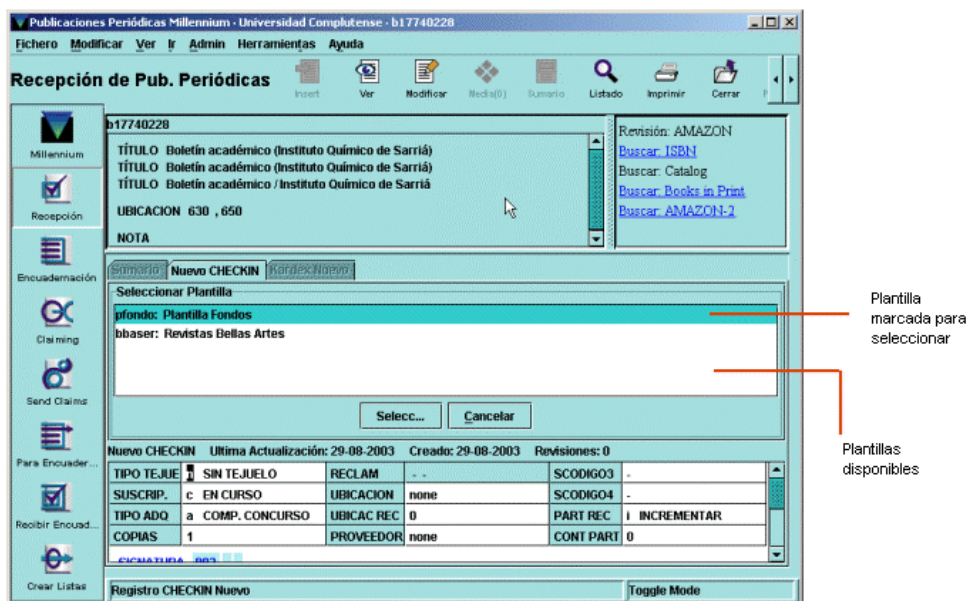 Publicaciones Periódicas Millennium · Universidad Complutense · b17740228
Fichero Modificar Ver Ir Admin Herramientas Ayuda
Recepción de Pub. Periódicas
Insert Ver Modificar Media(0) Sumario Listado Imprimir Cerrar
Millennium
Recepción
Encuadernación
Claiming
Send Claims
Para Encuader...
Recibir Encuad...
Crear Listas
b17740228
TÍTULO Boletín académico (Instituto Químico de Sarriá)
TÍTULO Boletín académico (Instituto Químico de Sarriá)
TÍTULO Boletín académico / Instituto Químico de Sarriá
UBICACION 630 , 650
NOTA
Revisión: AMAZON
Buscar: ISBN
Buscar: Catalog
Buscar: Books in Print
Buscar: AMAZON-2
Sumario Nuevo CHECKIN Kardex Nuevo
Seleccionar Plantilla
pfondo: Plantilla Fondos
bbaser: Revistas Bellas Artes
Selecc... Cancelar
Plantilla
marcada para
seleccionar
Plantillas
disponibles
Nuevo CHECKIN Ultima Actualización: 29-08-2003 Creado: 29-08-2003 Revisiones: 0
TIPO TEJUE SIN TEJUELO RECLAM - - SCODIGO3 -
SUSCRIP. c EN CURSO UBICACION none SCODIGO4 -
TIPO ADQ a COMP. CONCURSO UBICAC REC 0 PART REC i INCREMENTAR
COPIAS 1 PROVEEDOR none CONT PART 0
SIGNATURA
Registro CHECKIN Nuevo
Toggle Mode